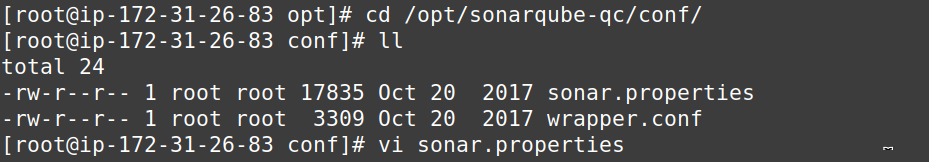 [root@ip-172-31-26-83 opt]# cd /opt/sonarqube-qc/conf/
[root@ip-172-31-26-83 conf]# ll
total 24
-rw-r--r-- 1 root root 17835 Oct 20  2017 sonar.properties
-rw-r--r-- 1 root root  3309 Oct 20  2017 wrapper.conf
[root@ip-172-31-26-83 conf]# vi sonar.properties